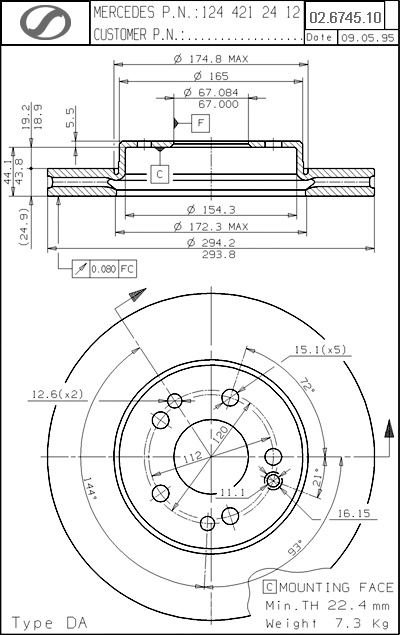 MERCEDES P.N.:124 421 24 12
CUSTOMER P.N.:..................
02.6745.10
Date 09.05.95
Ø 174.8 MAX
Ø 165
Ø 67.084
67.000
F
19.2
18.9
5.5
C
44.1
43.8
(24.9)
Ø 154.3
Ø 172.3 MAX
Ø 294.2
293.8
0.080 FC
15.1(x5)
12.6(x2)
72°
120
112
11.1
21°
144°
16.15
93°
C MOUNTING FACE
Min.TH 22.4 mm
Type DA
Weight 7.3 Kg